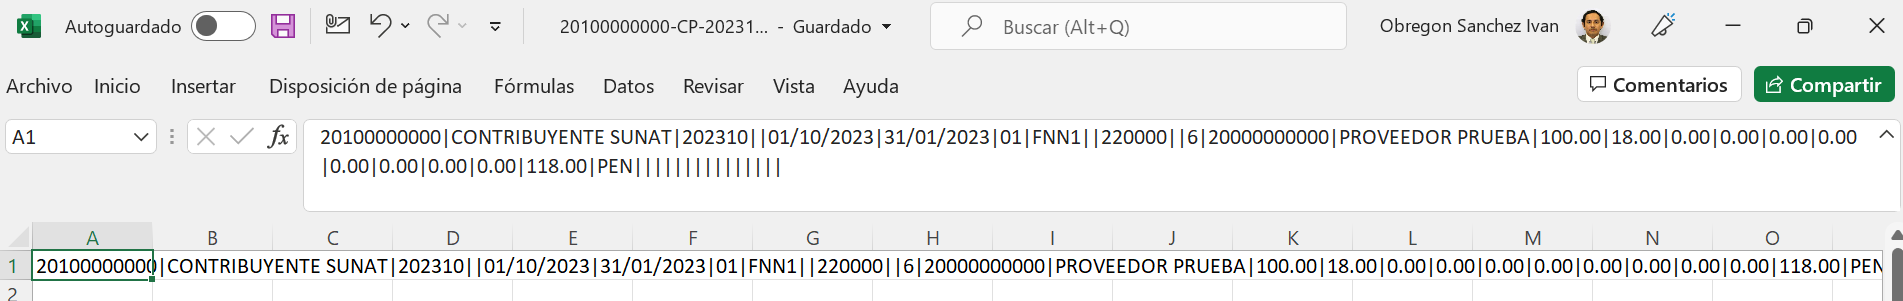 Autoguardado
20100000000-CP-20231... - Guardado
Buscar (Alt+Q)
Obregon Sanchez Ivan
Archivo Inicio Insertar Disposición de página Fórmulas Datos Revisar Vista Ayuda
Comentarios
Compartir
A1
fx
20100000000|CONTRIBUYENTE SUNAT|202310||01/10/2023|31/01/2023|01|FNN1||220000||6|20000000000|PROVEEDOR PRUEBA|100.00|18.00|0.00|0.00|0.00|0.00
|0.00|0.00|0.00|0.00|118.00|PEN|||||||||||||||
A B C D E F G H I J K L M N O
1 20100000000|CONTRIBUYENTE SUNAT|202310||01/10/2023|31/01/2023|01|FNN1||220000||6|20000000000|PROVEEDOR PRUEBA|100.00|18.00|0.00|0.00|0.00|0.00|0.00|0.00|0.00|0.00|118.00|PEN
2